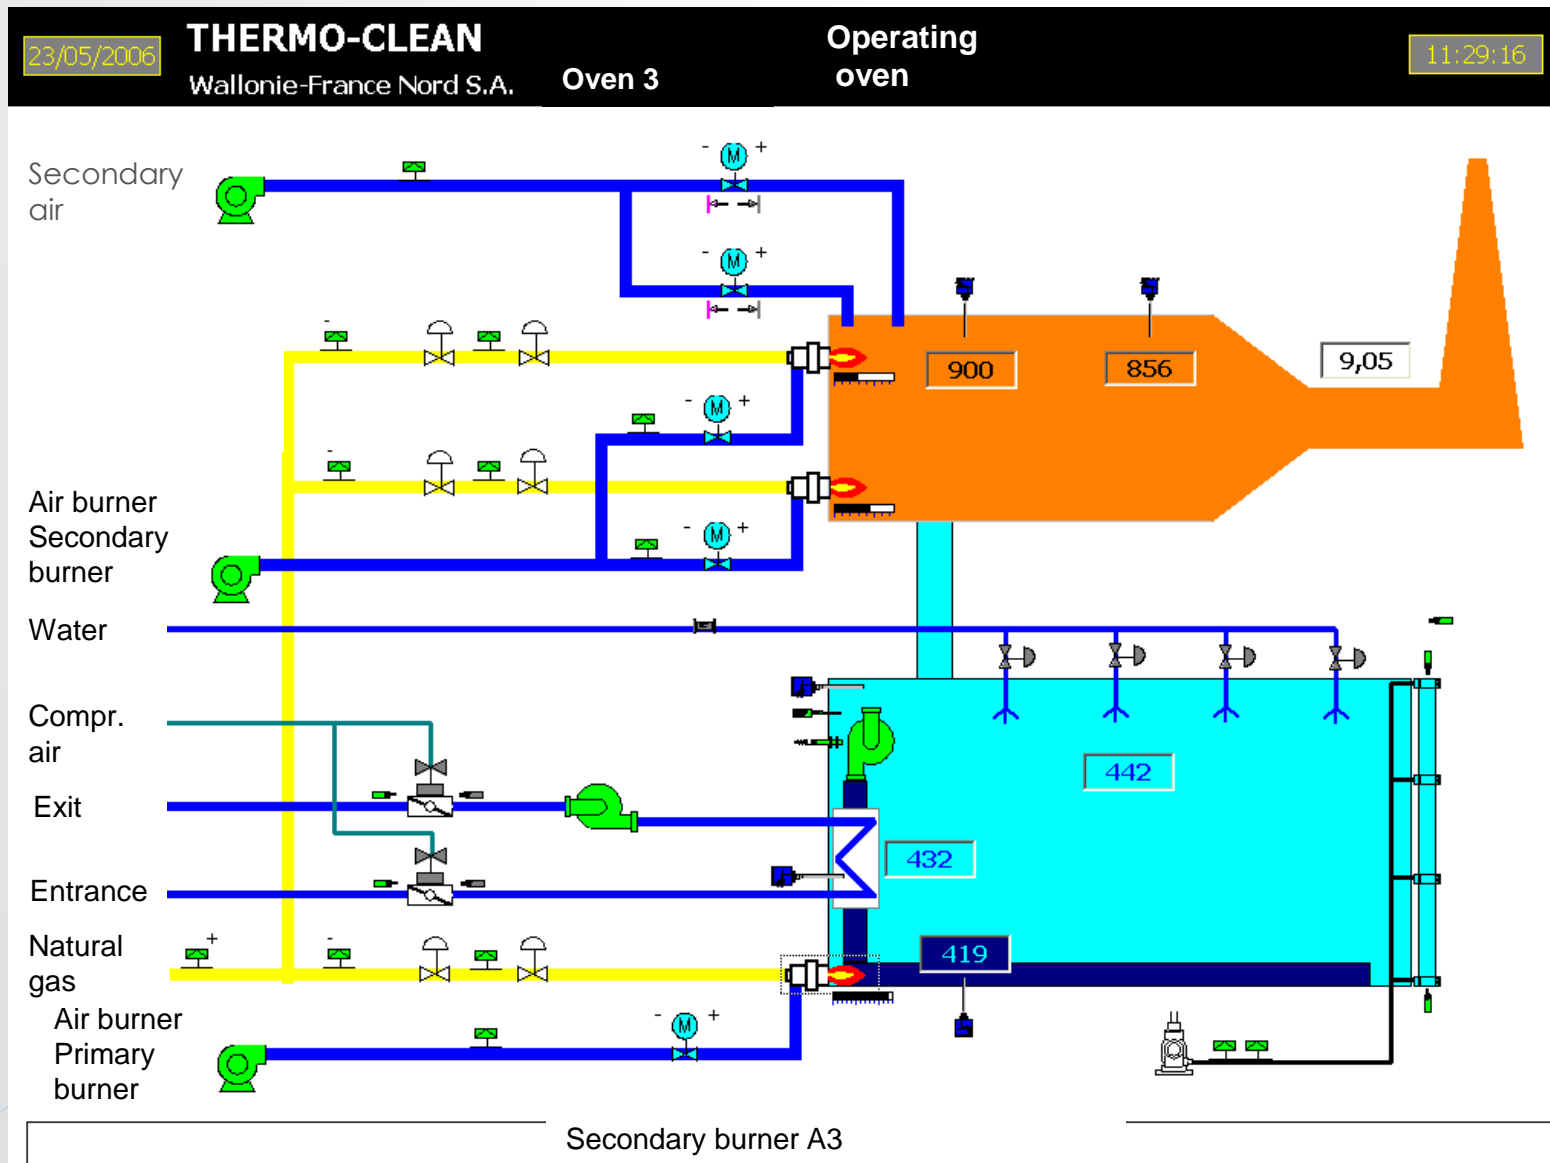 23/05/2006
THERMO-CLEAN
Wallonie-France Nord S.A.
Oven 3
Operating
oven
11:29:16
Secondary
air
- M +
- M +
-
900
856
9,05
- M +
-
Air burner
Secondary
burner
- M +
Water
Compr.
air
442
Exit
432
Entrance
Natural
gas
+
-
419
Air burner
Primary
burner
- M +
Secondary burner A3